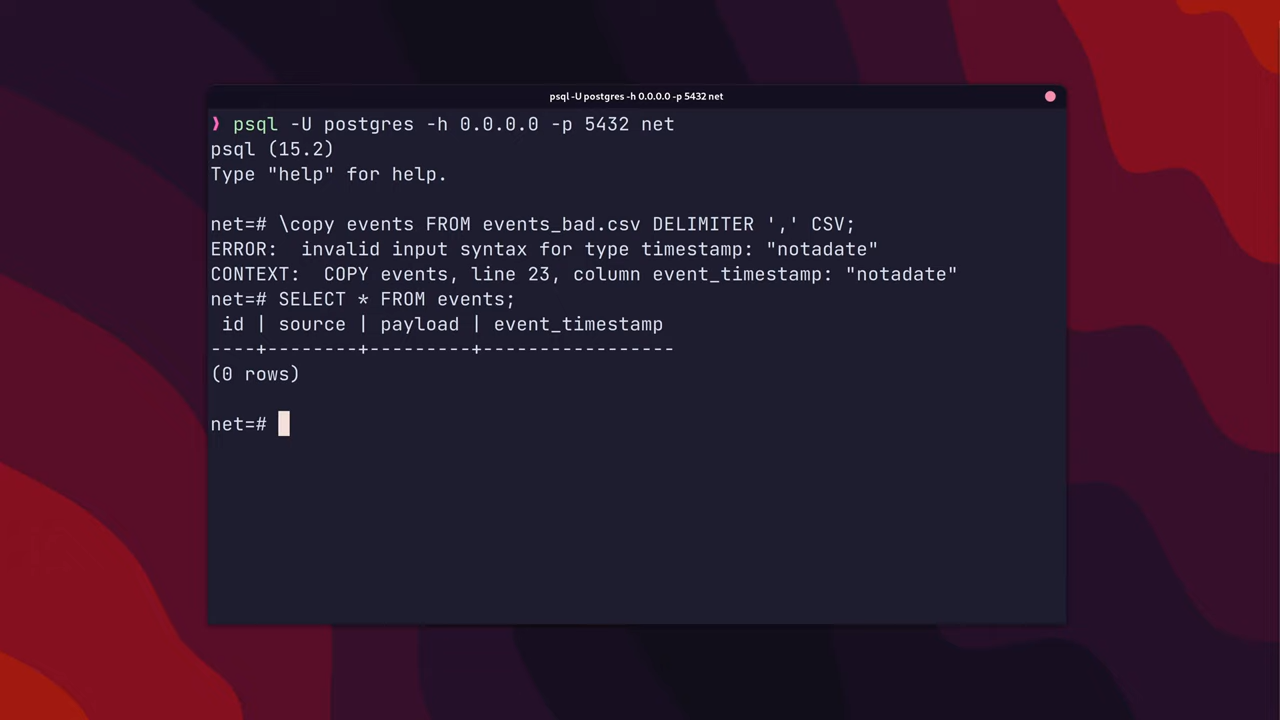 psql -U postgres -h 0.0.0.0 -p 5432 net
❯ psql -U postgres -h 0.0.0.0 -p 5432 net
psql (15.2)
Type "help" for help.
net=# \copy events FROM events_bad.csv DELIMITER ',' CSV;
ERROR:  invalid input syntax for type timestamp: "notadate"
CONTEXT:  COPY events, line 23, column event_timestamp: "notadate"
net=# SELECT * FROM events;
 id | source | payload | event_timestamp
----+--------+---------+-----------------
(0 rows)
net=#